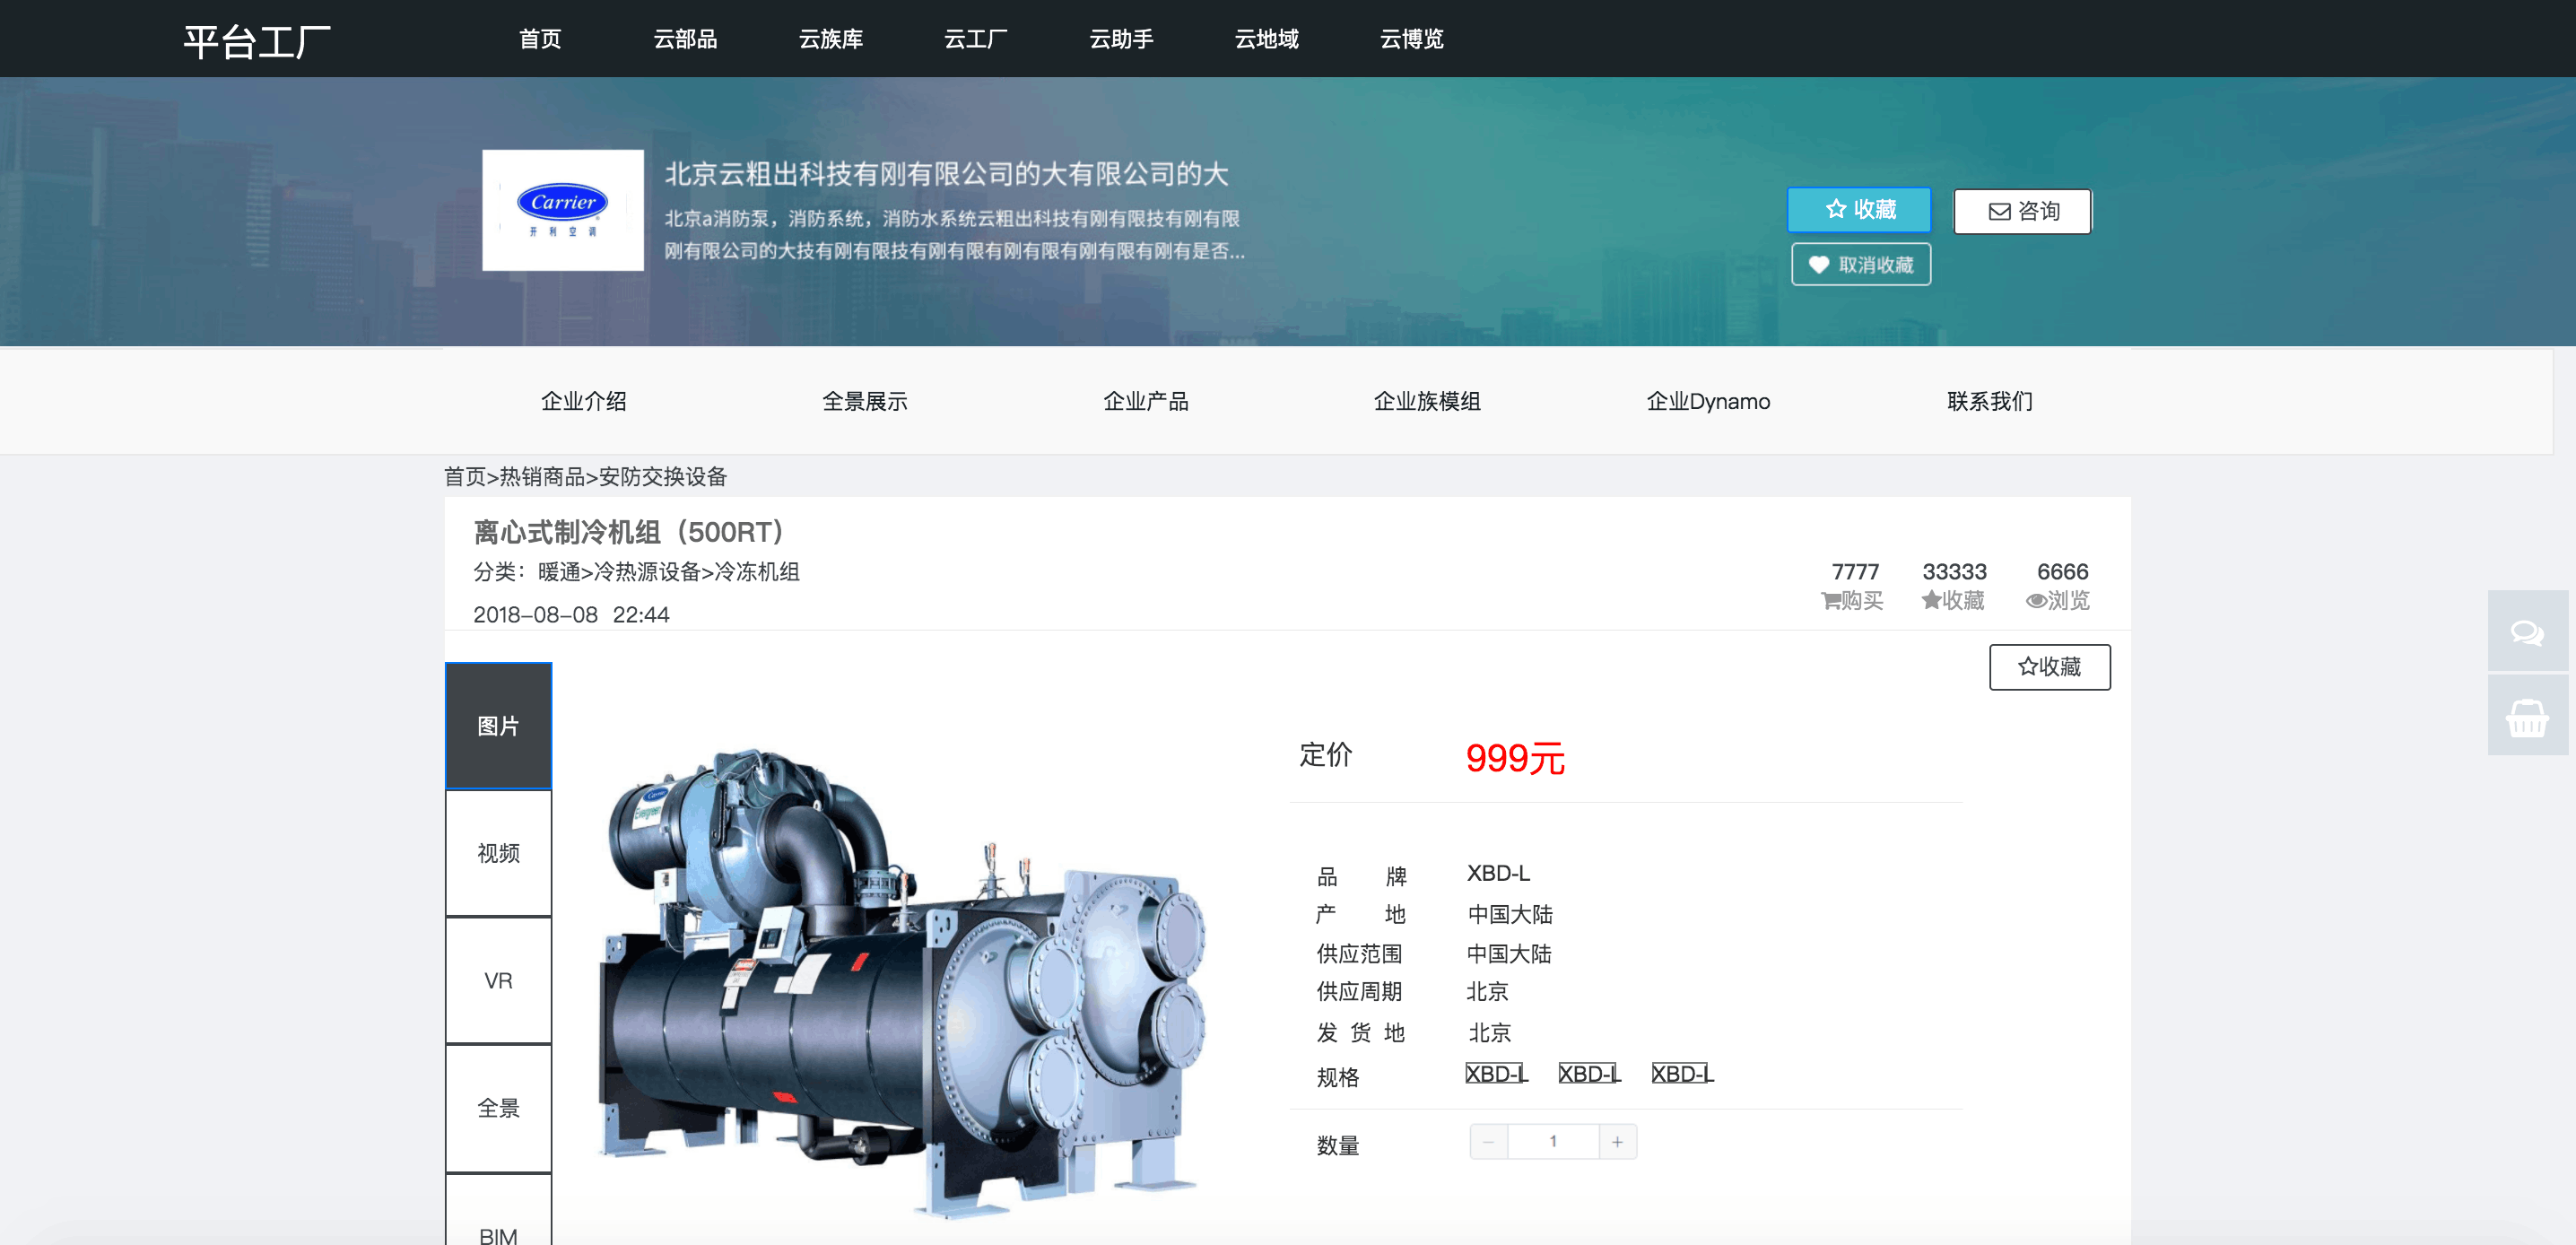 平台工厂 首页 云部品 云族库 云工厂 云助手 云地域 云博览
Carrier
开利空调
北京云粗出科技有刚有限公司的大有限公司的大
北京a消防泵，消防系统，消防水系统云粗出科技有刚有限技有刚有限
刚有限公司的大技有刚有限技有刚有限有刚有限有刚有限有刚有是否...
收藏 咨询
取消收藏
企业介绍 全景展示 企业产品 企业族模组 企业Dynamo 联系我们
首页>热销商品>安防交换设备
离心式制冷机组（500RT）
分类：暖通>冷热源设备>冷冻机组
2018-08-08 22:44
7777 33333 6666
购买 收藏 浏览
收藏
图片
视频
VR
全景
BIM
Carrier
Evergreen
定价 999元
品 牌 XBD-L
产 地 中国大陆
供应范围 中国大陆
供应周期 北京
发 货 地 北京
规格 XBD-L XBD-L XBD-L
数量 − 1 +